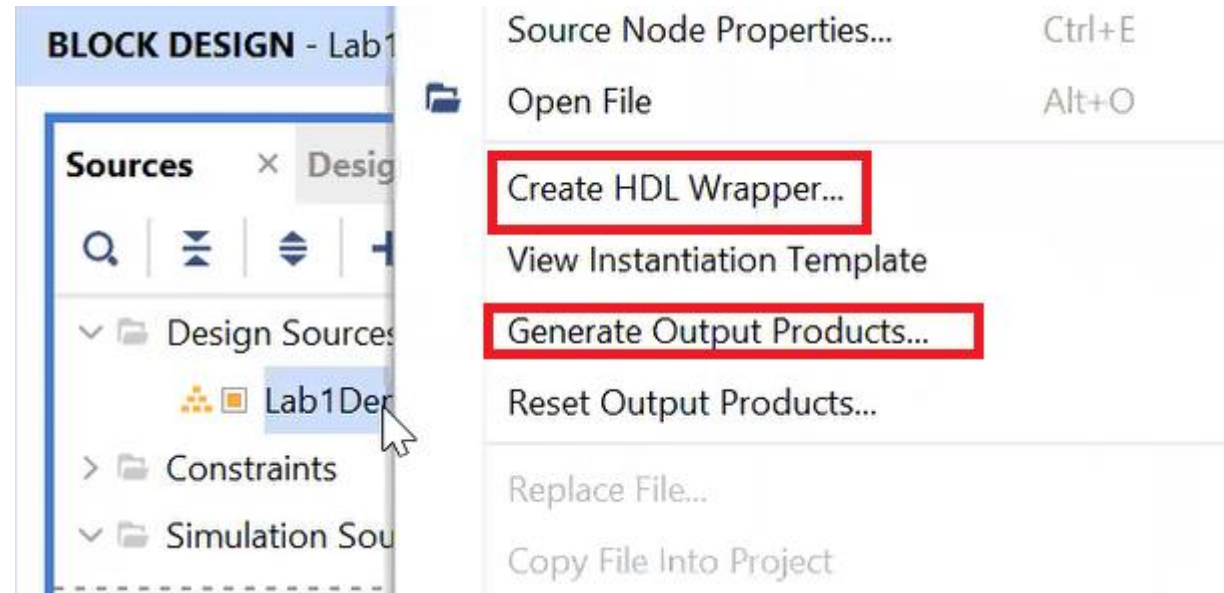 BLOCK DESIGN - Lab1
Sources × Desig
Design Sources
Lab1De
Constraints
Simulation Sou
Source Node Properties... Ctrl+E
Open File Alt+O
Create HDL Wrapper...
View Instantiation Template
Generate Output Products...
Reset Output Products...
Replace File...
Copy File Into Project